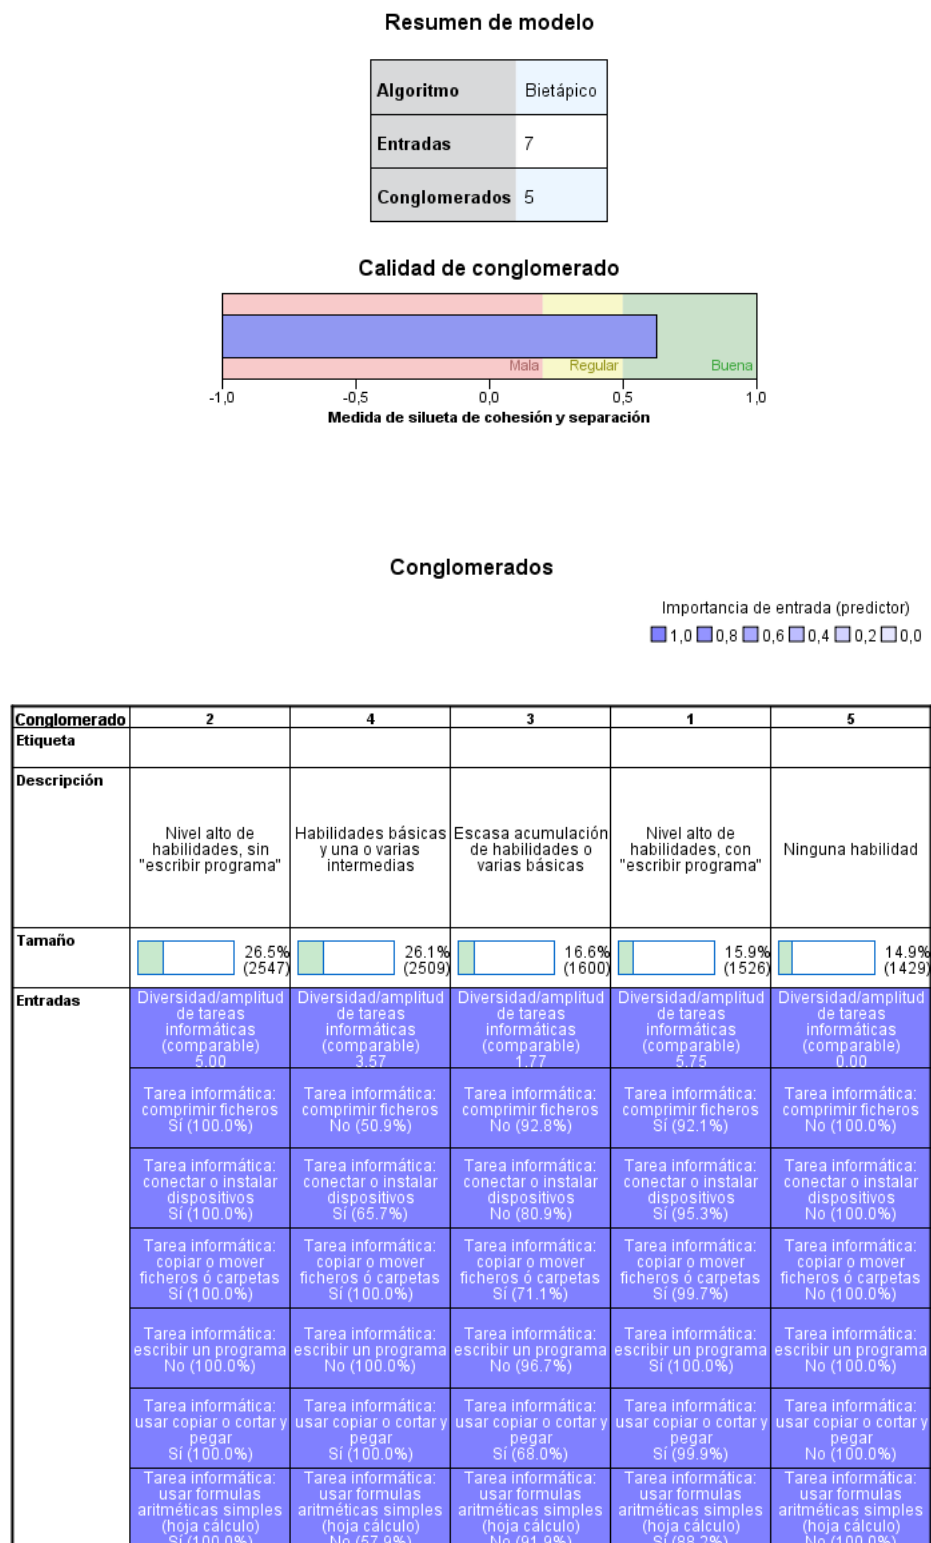 Resumen de modelo
Algoritmo Bietápico
Entradas 7
Conglomerados 5
Calidad de conglomerado
Mala Regular Buena
-1,0 -0,5 0,0 0,5 1,0
Medida de silueta de cohesión y separación
Conglomerados
Importancia de entrada (predictor)
1,0 0,8 0,6 0,4 0,2 0,0
Conglomerado 2 4 3 1 5
Etiqueta
Descripción
Nivel alto de Habilidades básicas Escasa acumulación Nivel alto de
habilidades, sin y una o varias de habilidades o habilidades, con Ninguna habilidad
"escribir programa" intermedias varias básicas "escribir programa"
Tamaño
26.5% 26.1% 16.6% 15.9% 14.9%
(2547) (2509) (1600) (1526) (1429)
Entradas Diversidad/amplitud Diversidad/amplitud Diversidad/amplitud Diversidad/amplitud Diversidad/amplitud
de tareas de tareas de tareas de tareas de tareas
informáticas informáticas informáticas informáticas informáticas
(comparable) (comparable) (comparable) (comparable) (comparable)
5.00 3.57 1.77 5.75 0.00
Tarea informática: Tarea informática: Tarea informática: Tarea informática: Tarea informática:
comprimir ficheros comprimir ficheros comprimir ficheros comprimir ficheros comprimir ficheros
Sí (100.0%) No (50.9%) No (92.8%) Sí (92.1%) No (100.0%)
Tarea informática: Tarea informática: Tarea informática: Tarea informática: Tarea informática:
conectar o instalar conectar o instalar conectar o instalar conectar o instalar conectar o instalar
dispositivos dispositivos dispositivos dispositivos dispositivos
Sí (100.0%) Sí (65.7%) No (80.9%) Sí (95.3%) No (100.0%)
Tarea informática: Tarea informática: Tarea informática: Tarea informática: Tarea informática:
copiar o mover copiar o mover copiar o mover copiar o mover copiar o mover
ficheros ó carpetas ficheros ó carpetas ficheros ó carpetas ficheros ó carpetas ficheros ó carpetas
Sí (100.0%) Sí (100.0%) Sí (71.1%) Sí (99.7%) No (100.0%)
Tarea informática: Tarea informática: Tarea informática: Tarea informática: Tarea informática:
escribir un programa escribir un programa escribir un programa escribir un programa escribir un programa
No (100.0%) No (100.0%) No (96.7%) Sí (100.0%) No (100.0%)
Tarea informática: Tarea informática: Tarea informática: Tarea informática: Tarea informática:
usar copiar o cortar y usar copiar o cortar y usar copiar o cortar y usar copiar o cortar y usar copiar o cortar y
pegar pegar pegar pegar pegar
Sí (100.0%) Sí (100.0%) Sí (68.0%) Sí (99.9%) No (100.0%)
Tarea informática: Tarea informática: Tarea informática: Tarea informática: Tarea informática:
usar formulas usar formulas usar formulas usar formulas usar formulas
aritméticas simples aritméticas simples aritméticas simples aritméticas simples aritméticas simples
(hoja cálculo) (hoja cálculo) (hoja cálculo) (hoja cálculo) (hoja cálculo)
Sí (100.0%) No (57.9%) No (91.9%) Sí (88.2%) No (100.0%)